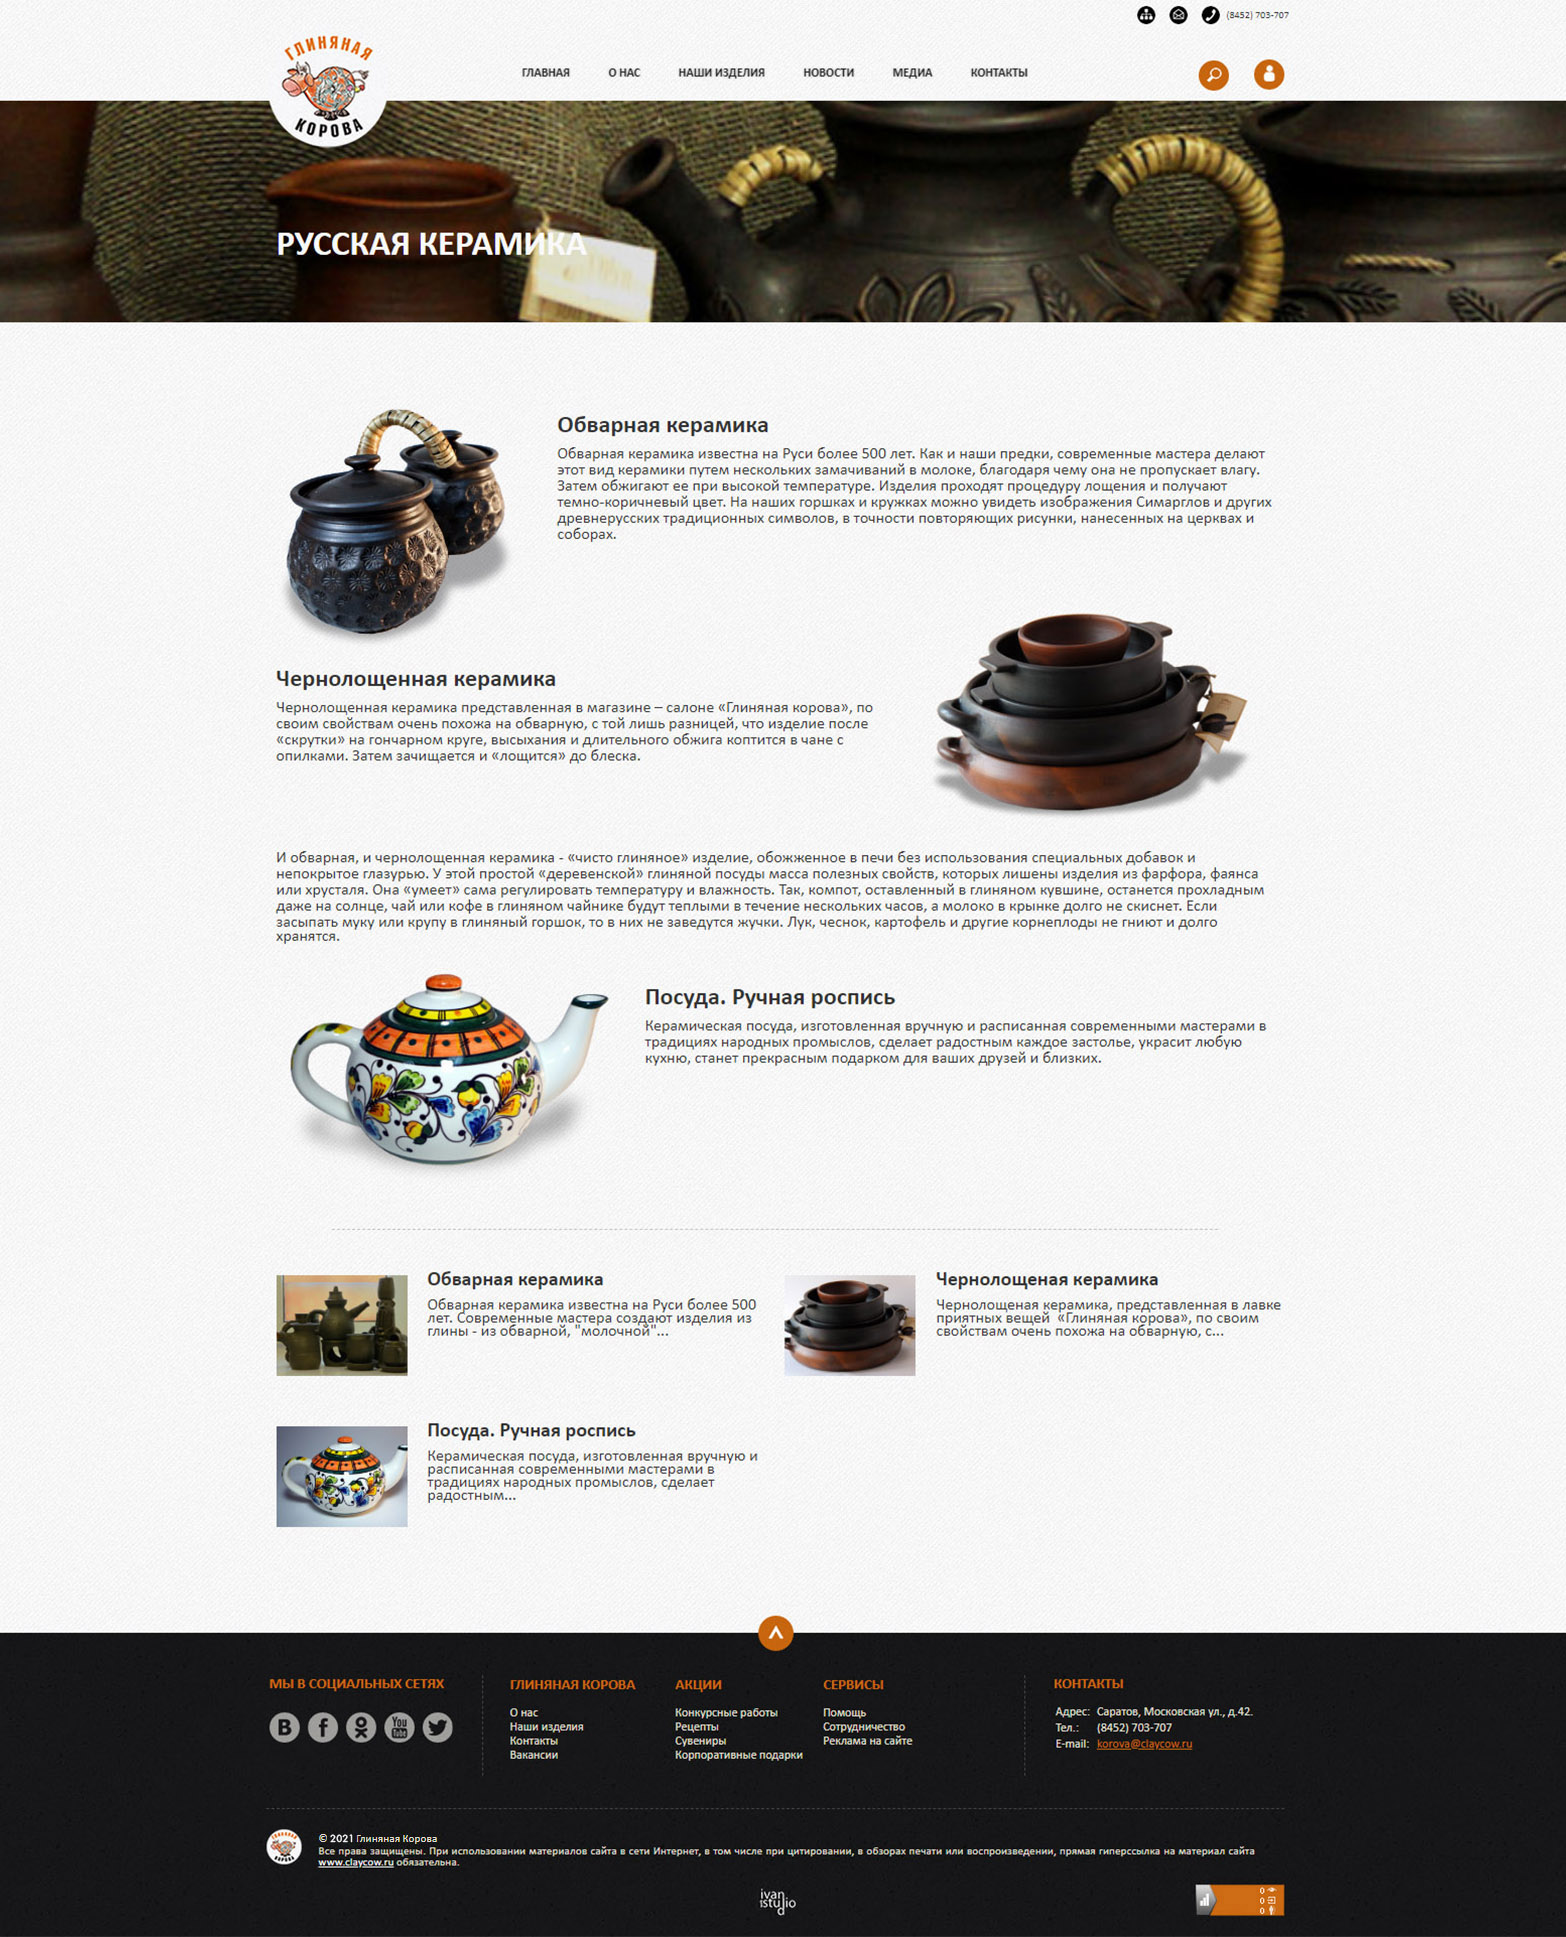 (8452) 703-707
ГЛИНЯНАЯ
КОРОВА
ГЛАВНАЯ О НАС НАШИ ИЗДЕЛИЯ НОВОСТИ МЕДИА КОНТАКТЫ
РУССКАЯ КЕРАМИКА
Обварная керамика
Обварная керамика известна на Руси более 500 лет. Как и наши предки, современные мастера делают
этот вид керамики путем нескольких замачиваний в молоке, благодаря чему она не пропускает влагу.
Затем обжигают ее при высокой температуре. Изделия проходят процедуру лощения и получают
темно-коричневый цвет. На наших горшках и кружках можно увидеть изображения Симарглов и других
древнерусских традиционных символов, в точности повторяющих рисунки, нанесенных на церквах и
соборах.
Чернолощенная керамика
Чернолощенная керамика представленная в магазине – салоне «Глиняная корова», по
своим свойствам очень похожа на обварную, с той лишь разницей, что изделие после
«скрутки» на гончарном круге, высыхания и длительного обжига коптится в чане с
опилками. Затем зачищается и «лощится» до блеска.
И обварная, и чернолощенная керамика - «чисто глиняное» изделие, обожженное в печи без использования специальных добавок и
непокрытое глазурью. У этой простой «деревенской» глиняной посуды масса полезных свойств, которых лишены изделия из фарфора, фаянса
или хрусталя. Она «умеет» сама регулировать температуру и влажность. Так, компот, оставленный в глиняном кувшине, останется прохладным
даже на солнце, чай или кофе в глиняном чайнике будут теплыми в течение нескольких часов, а молоко в крынке долго не скиснет. Если
засыпать муку или крупу в глиняный горшок, то в них не заведутся жучки. Лук, чеснок, картофель и другие корнеплоды не гниют и долго
хранятся.
Посуда. Ручная роспись
Керамическая посуда, изготовленная вручную и расписанная современными мастерами в
традициях народных промыслов, сделает радостным каждое застолье, украсит любую
кухню, станет прекрасным подарком для ваших друзей и близких.
Обварная керамика
Обварная керамика известна на Руси более 500
лет. Современные мастера создают изделия из
глины - из обварной, "молочной"...
Чернолощеная керамика
Чернолощеная керамика, представленная в лавке
приятных вещей «Глиняная корова», по своим
свойствам очень похожа на обварную, с...
Посуда. Ручная роспись
Керамическая посуда, изготовленная вручную и
расписанная современными мастерами в
традициях народных промыслов, сделает
радостным...
МЫ В СОЦИАЛЬНЫХ СЕТЯХ
B f You Tube
ГЛИНЯНАЯ КОРОВА
О нас
Наши изделия
Контакты
Вакансии
АКЦИИ
Конкурсные работы
Рецепты
Сувениры
Корпоративные подарки
СЕРВИСЫ
Помощь
Сотрудничество
Реклама на сайте
КОНТАКТЫ
Адрес: Саратов, Московская ул., д.42.
Тел.: (8452) 703-707
E-mail: korova@claycow.ru
ГЛИНЯНАЯ
КОРОВА
© 2021 Глиняная Корова
Все права защищены. При использовании материалов сайта в сети Интернет, в том числе при цитировании, в обзорах печати или воспроизведении, прямая гиперссылка на материал сайта
www.claycow.ru обязательна.
ivan
istudio
0
0
0